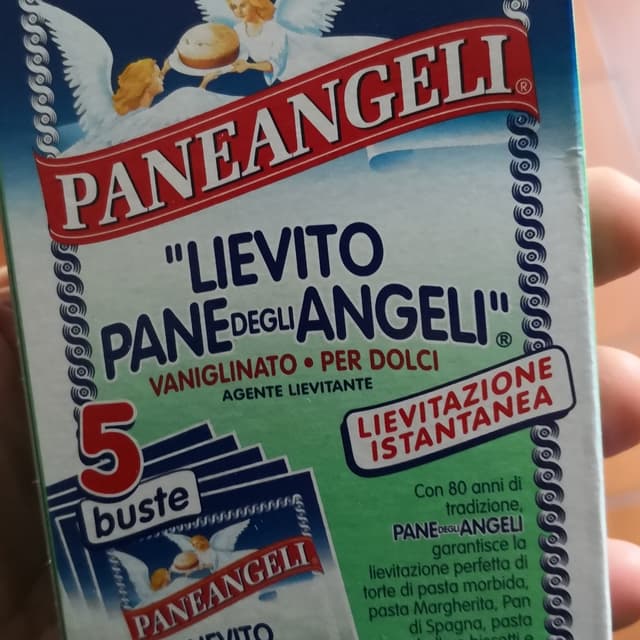 PANEANGELI®
"LIEVITO
PANE DEGLI ANGELI"®
VANIGLINATO • PER DOLCI
AGENTE LIEVITANTE
LIEVITAZIONE
ISTANTANEA
5
buste
Con 80 anni di
tradizione,
PANE DEGLI ANGELI
garantisce la
lievitazione perfetta di
torte di pasta morbida,
pasta Margherita, Pan
di Spagna, pasta
PANEANGELI
LIEVITO